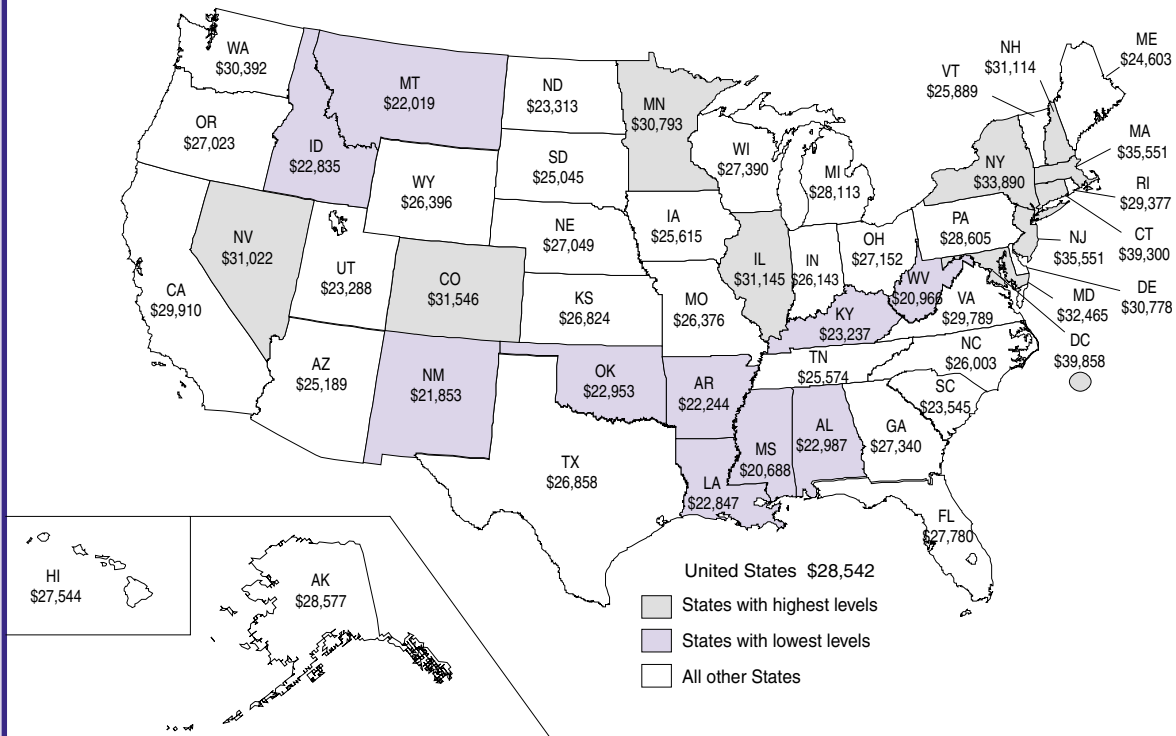 WA
$30,392
MT
$22,019
ND
$23,313
MN
$30,793
NH
$31,114
ME
$24,603
VT
$25,889
OR
$27,023
ID
$22,835
SD
$25,045
WI
$27,390
MI
$28,113
NY
$33,890
MA
$35,551
RI
$29,377
CT
$39,300
WY
$26,396
NE
$27,049
IA
$25,615
PA
$28,605
NJ
$35,551
NV
$31,022
UT
$23,288
CO
$31,546
KS
$26,824
MO
$26,376
IL
$31,145
IN
$26,143
OH
$27,152
WV
$20,966
VA
$29,789
DE
$30,778
MD
$32,465
DC
$39,858
CA
$29,910
KY
$23,237
AZ
$25,189
NM
$21,853
OK
$22,953
AR
$22,244
TN
$25,574
NC
$26,003
SC
$23,545
TX
$26,858
LA
$22,847
MS
$20,688
AL
$22,987
GA
$27,340
FL
$27,780
HI
$27,544
AK
$28,577
United States $28,542
States with highest levels
States with lowest levels
All other States